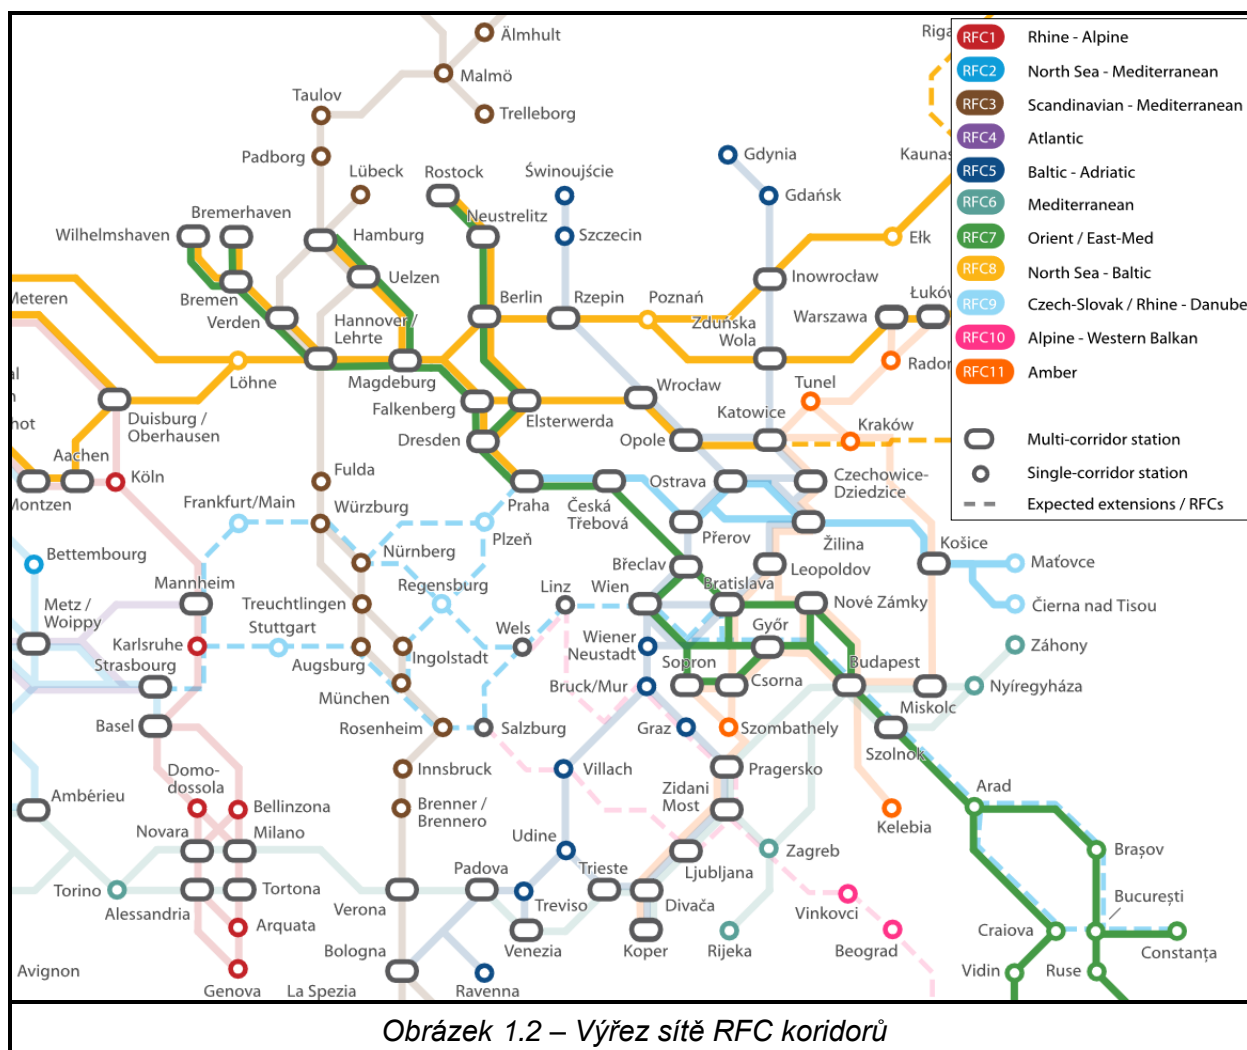 Älmhult
Riga
Malmö
Taulov
Trelleborg
Padborg
Lübeck
Rostock
Świnoujście
Gdynia
Kaunas
Bremerhaven
Neustrelitz
Gdańsk
Wilhelmshaven
Hamburg
Szczecin
Ełk
Uelzen
Inowrocław
Meteren
Bremen
Berlin
Rzepin
Poznań
Warszawa
Łuków
Verden
Hannover /
Lehrte
Zduńska
Wola
Löhne
Magdeburg
Radom
Wrocław
Tunel
Duisburg /
Oberhausen
Falkenberg
Elsterwerda
Katowice
Kraków
Dresden
Opole
Aachen
Köln
Fulda
Montzen
Frankfurt/Main
Praha
Česká
Třebová
Ostrava
Czechowice-
Dziedzice
Würzburg
Plzeň
Přerov
Žilina
Košice
Bettembourg
Nürnberg
Břeclav
Leopoldov
Maťovce
Mannheim
Regensburg
Linz
Wien
Bratislava
Metz /
Woippy
Treuchtlingen
Nové Zámky
Čierna nad Tisou
Karlsruhe
Stuttgart
Wels
Wiener
Neustadt
Győr
Záhony
Strasbourg
Augsburg
Ingolstadt
Sopron
Budapest
München
Bruck/Mur
Csorna
Miskolc
Nyíregyháza
Basel
Rosenheim
Salzburg
Graz
Szombathely
Szolnok
Domo-
dossola
Innsbruck
Villach
Pragersko
Arad
Ambérieu
Bellinzona
Brenner /
Brennero
Zidani
Most
Kelebia
Novara
Milano
Udine
Ljubljana
Zagreb
Brașov
Torino
Alessandria
Tortona
Verona
Padova
Treviso
Trieste
Divača
Vinkovci
București
Arquata
Bologna
Venezia
Koper
Rijeka
Beograd
Craiova
Constanța
Avignon
Genova
La Spezia
Ravenna
Vidin
Ruse
RFC1 Rhine - Alpine
RFC2 North Sea - Mediterranean
RFC3 Scandinavian - Mediterranean
RFC4 Atlantic
RFC5 Baltic - Adriatic
RFC6 Mediterranean
RFC7 Orient / East-Med
RFC8 North Sea - Baltic
RFC9 Czech-Slovak / Rhine - Danube
RFC10 Alpine - Western Balkan
RFC11 Amber
Multi-corridor station
Single-corridor station
Expected extensions / RFCs
Obrázek 1.2 – Výřez sítě RFC koridorů